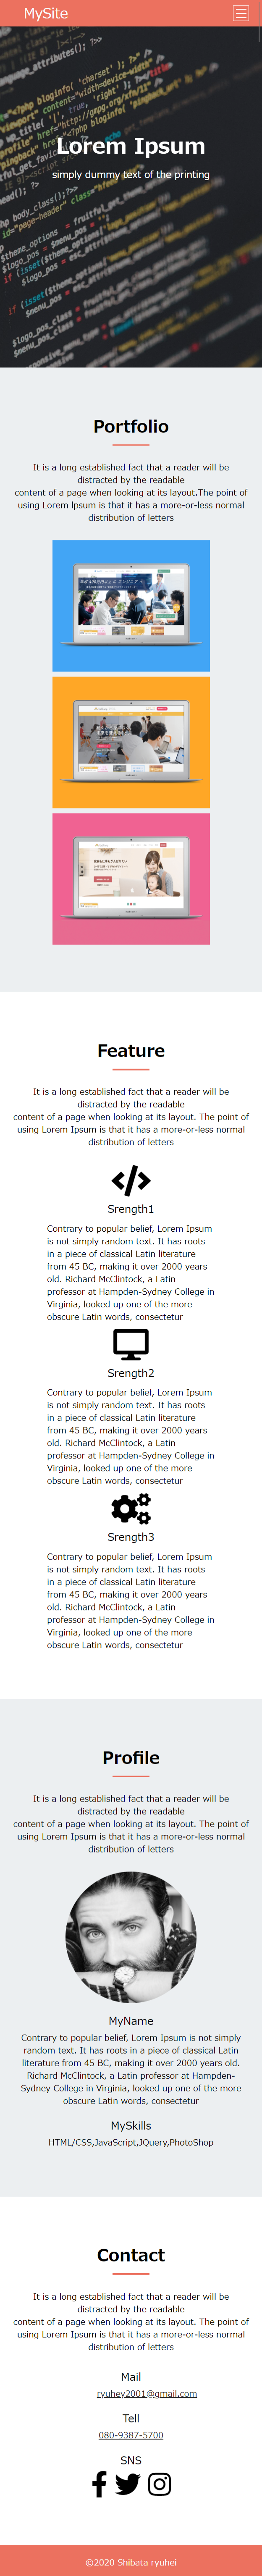 MySite
Lorem Ipsum
simply dummy text of the printing
Portfolio
It is a long established fact that a reader will be
distracted by the readable
content of a page when looking at its layout.The point of
using Lorem Ipsum is that it has a more-or-less normal
distribution of letters
Feature
It is a long established fact that a reader will be
distracted by the readable
content of a page when looking at its layout. The point of
using Lorem Ipsum is that it has a more-or-less normal
distribution of letters
Srength1
Contrary to popular belief, Lorem Ipsum
is not simply random text. It has roots
in a piece of classical Latin literature
from 45 BC, making it over 2000 years
old. Richard McClintock, a Latin
professor at Hampden-Sydney College in
Virginia, looked up one of the more
obscure Latin words, consectetur
Srength2
Contrary to popular belief, Lorem Ipsum
is not simply random text. It has roots
in a piece of classical Latin literature
from 45 BC, making it over 2000 years
old. Richard McClintock, a Latin
professor at Hampden-Sydney College in
Virginia, looked up one of the more
obscure Latin words, consectetur
Srength3
Contrary to popular belief, Lorem Ipsum
is not simply random text. It has roots
in a piece of classical Latin literature
from 45 BC, making it over 2000 years
old. Richard McClintock, a Latin
professor at Hampden-Sydney College in
Virginia, looked up one of the more
obscure Latin words, consectetur
Profile
It is a long established fact that a reader will be
distracted by the readable
content of a page when looking at its layout. The point of
using Lorem Ipsum is that it has a more-or-less normal
distribution of letters
MyName
Contrary to popular belief, Lorem Ipsum is not simply
random text. It has roots in a piece of classical Latin
literature from 45 BC, making it over 2000 years old.
Richard McClintock, a Latin professor at Hampden-
Sydney College in Virginia, looked up one of the more
obscure Latin words, consectetur
MySkills
HTML/CSS,JavaScript,JQuery,PhotoShop
Contact
It is a long established fact that a reader will be
distracted by the readable
content of a page when looking at its layout. The point of
using Lorem Ipsum is that it has a more-or-less normal
distribution of letters
Mail
ryuhey2001@gmail.com
Tell
080-9387-5700
SNS
©2020 Shibata ryuhei